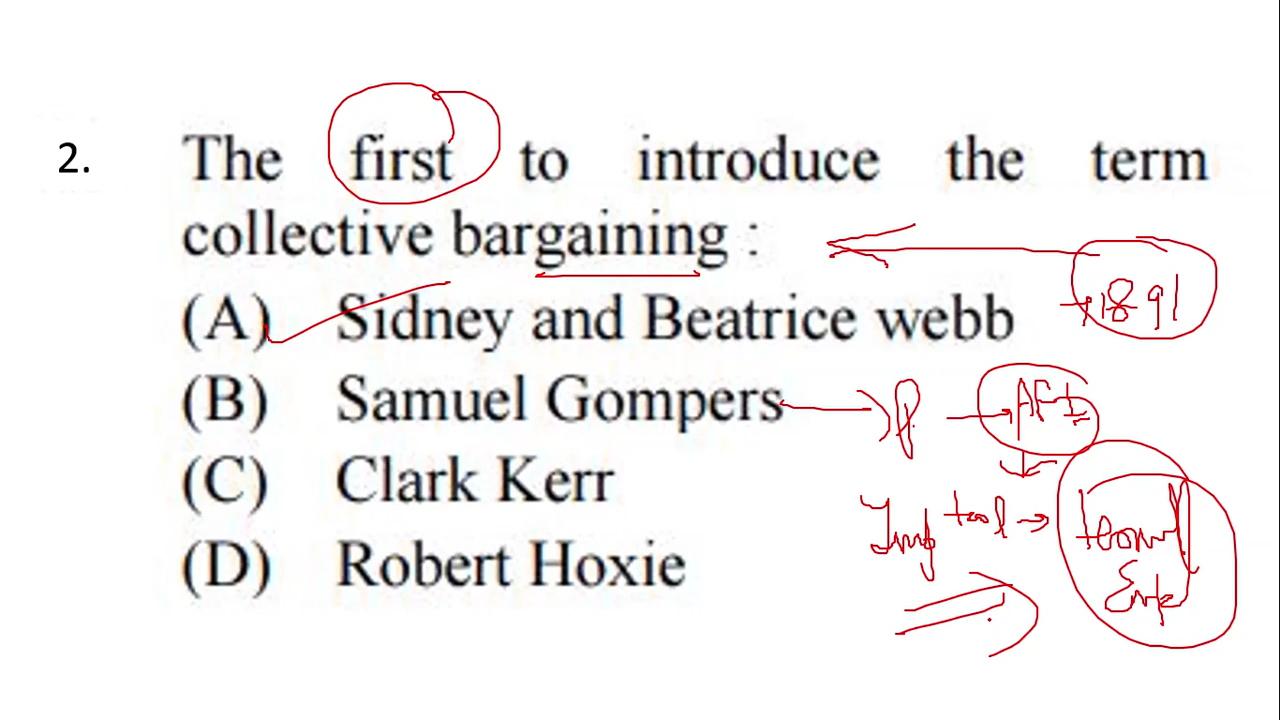 2. The first to introduce the term
collective bargaining :
1891
(A) Sidney and Beatrice webb
(B) Samuel Gompers
(C) Clark Kerr
tool
(D) Robert Hoxie